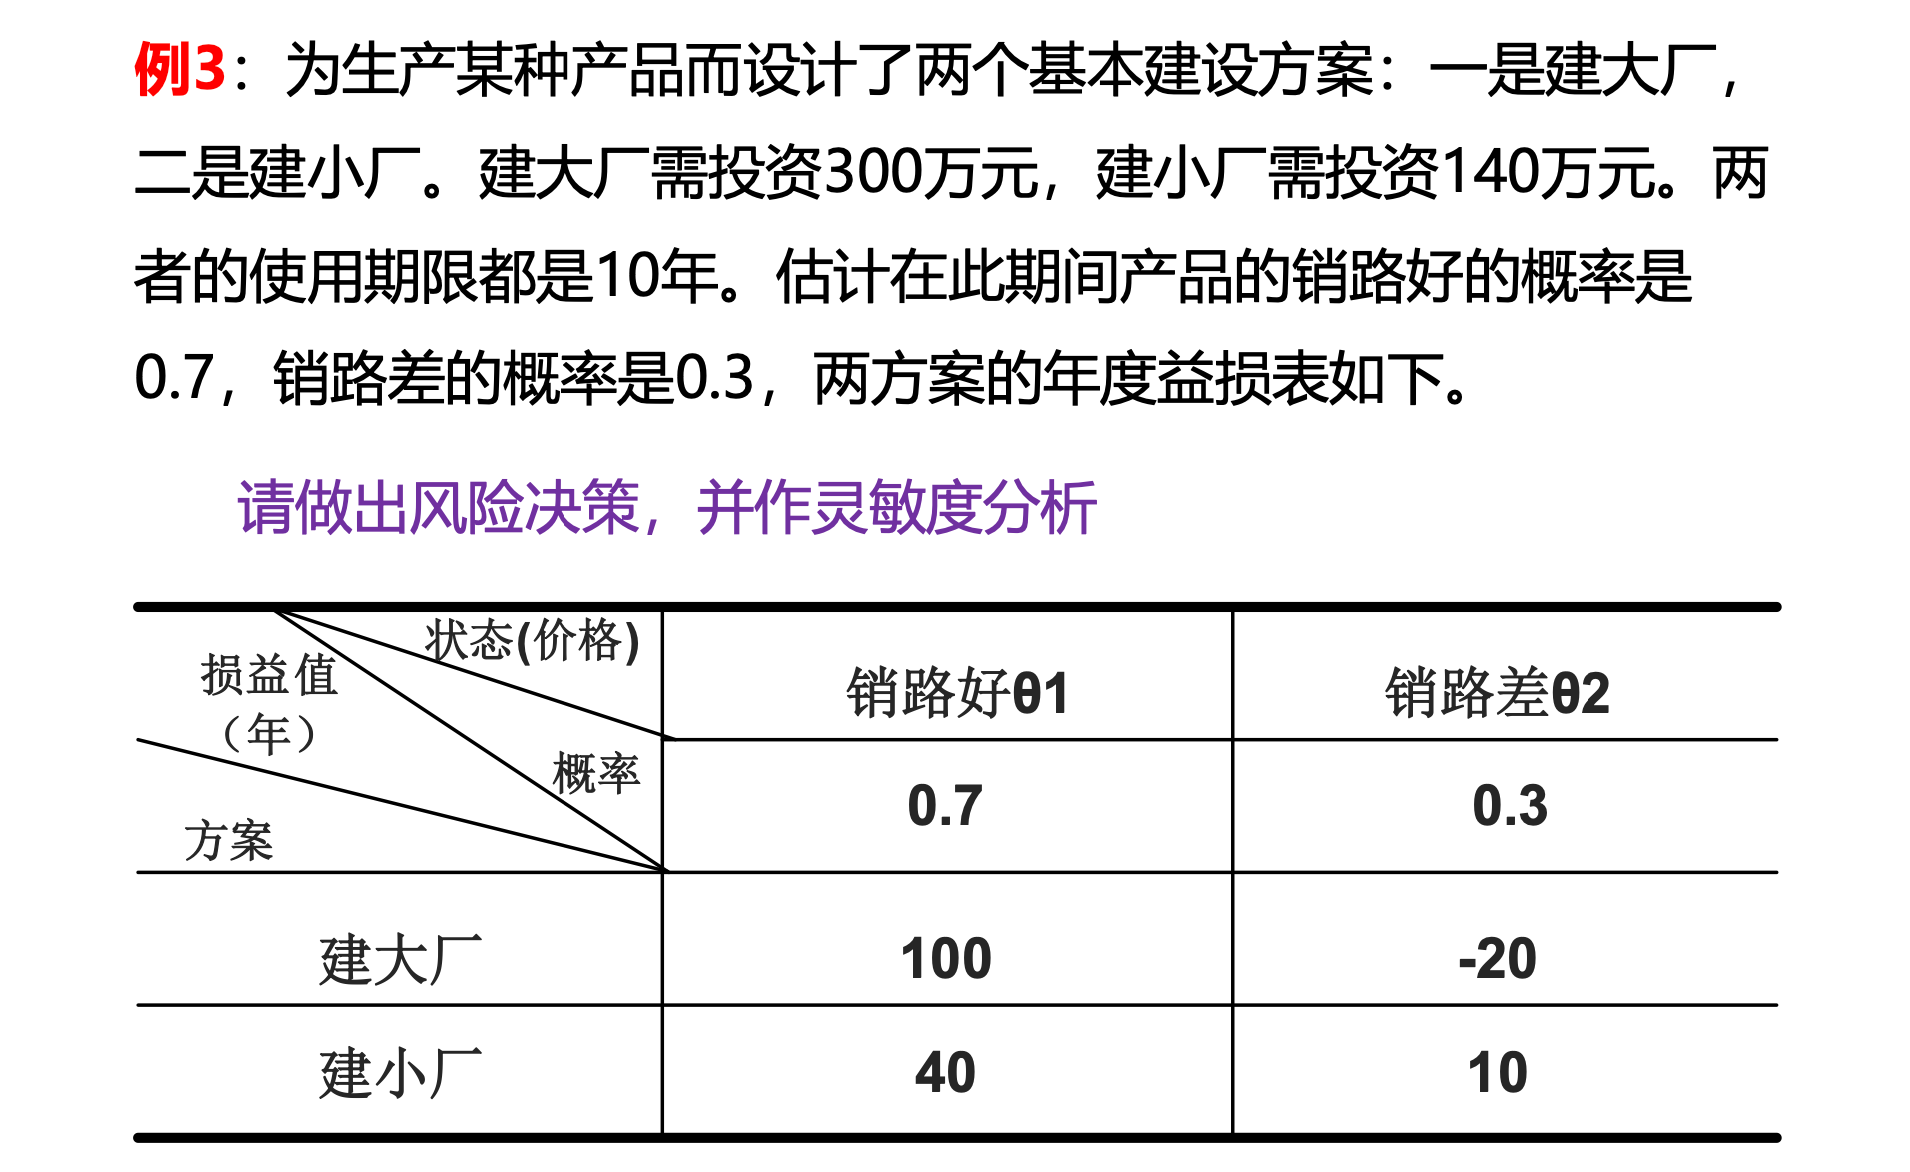 例3：为生产某种产品而设计了两个基本建设方案：一是建大厂，
二是建小厂。建大厂需投资300万元，建小厂需投资140万元。两
者的使用期限都是10年。估计在此期间产品的销路好的概率是
0.7，销路差的概率是0.3，两方案的年度益损表如下。
请做出风险决策，并作灵敏度分析
状态(价格)
损益值
（年）
概率
方案
销路好θ1
销路差θ2
0.7
0.3
建大厂
100
-20
建小厂
40
10